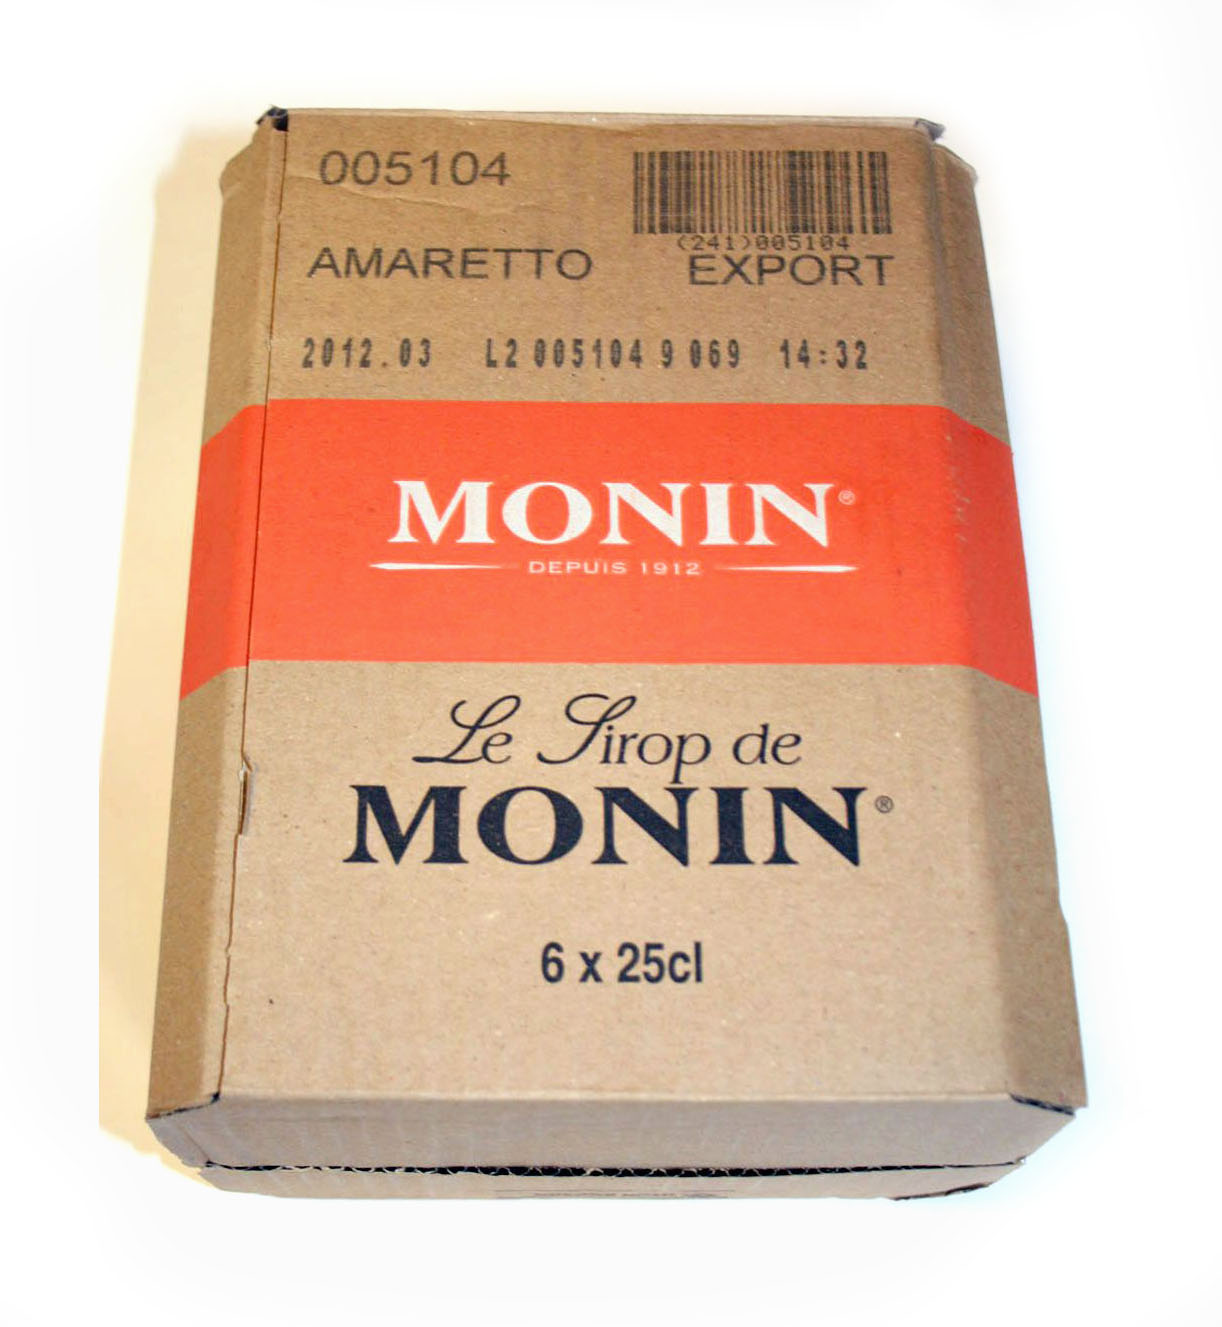 005104
(241)005104
AMARETTO EXPORT
2012.03 L2 005104 9 069 14:32
MONIN®
DEPUIS 1912
Le Sirop de
MONIN®
6 x 25cl